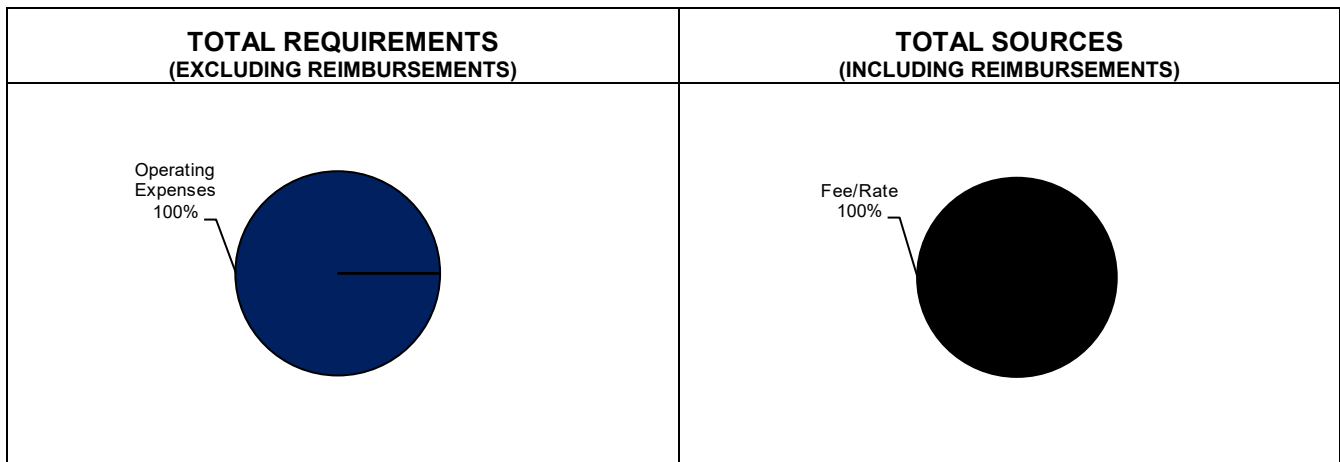 TOTAL REQUIREMENTS
(EXCLUDING REIMBURSEMENTS)
TOTAL SOURCES
(INCLUDING REIMBURSEMENTS)
Operating
Expenses
100%
Fee/Rate
100%